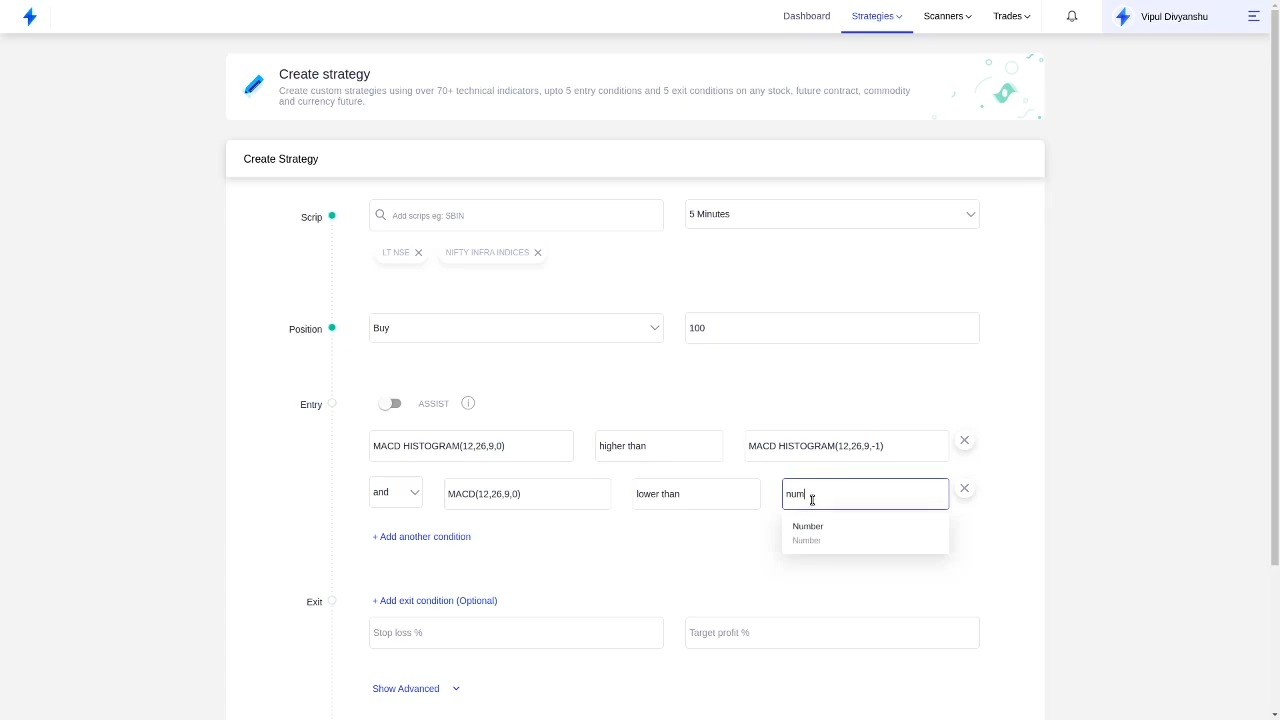 Dashboard Strategies Scanners Trades Vipul Divyanshu
Create strategy
Create custom strategies using over 70+ technical indicators, upto 5 entry conditions and 5 exit conditions on any stock, future contract, commodity
and currency future.
Create Strategy
Scrip Add scrips eg: SBIN 5 Minutes
LT NSE NIFTY INFRA INDICES
Position Buy 100
Entry ASSIST
MACD HISTOGRAM(12,26,9,0) higher than MACD HISTOGRAM(12,26,9,-1)
and MACD(12,26,9,0) lower than num
Number
Number
+ Add another condition
Exit + Add exit condition (Optional)
Stop loss % Target profit %
Show Advanced